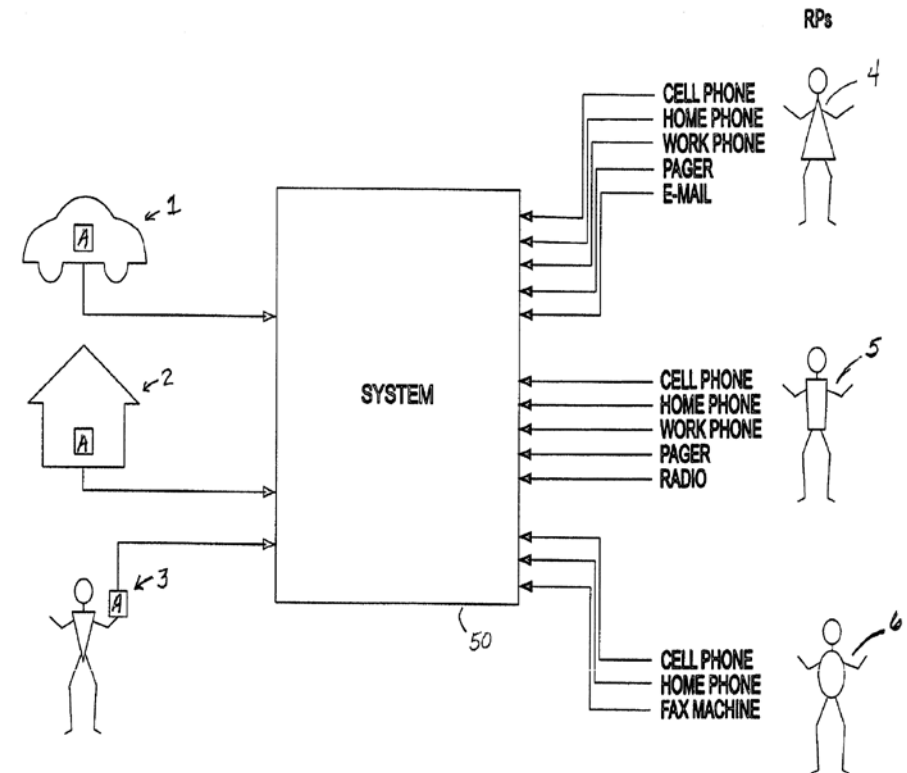 RPs
4
CELL PHONE
HOME PHONE
WORK PHONE
PAGER
E-MAIL
1
A
2
A
3
A
SYSTEM
50
5
CELL PHONE
HOME PHONE
WORK PHONE
PAGER
RADIO
6
CELL PHONE
HOME PHONE
FAX MACHINE